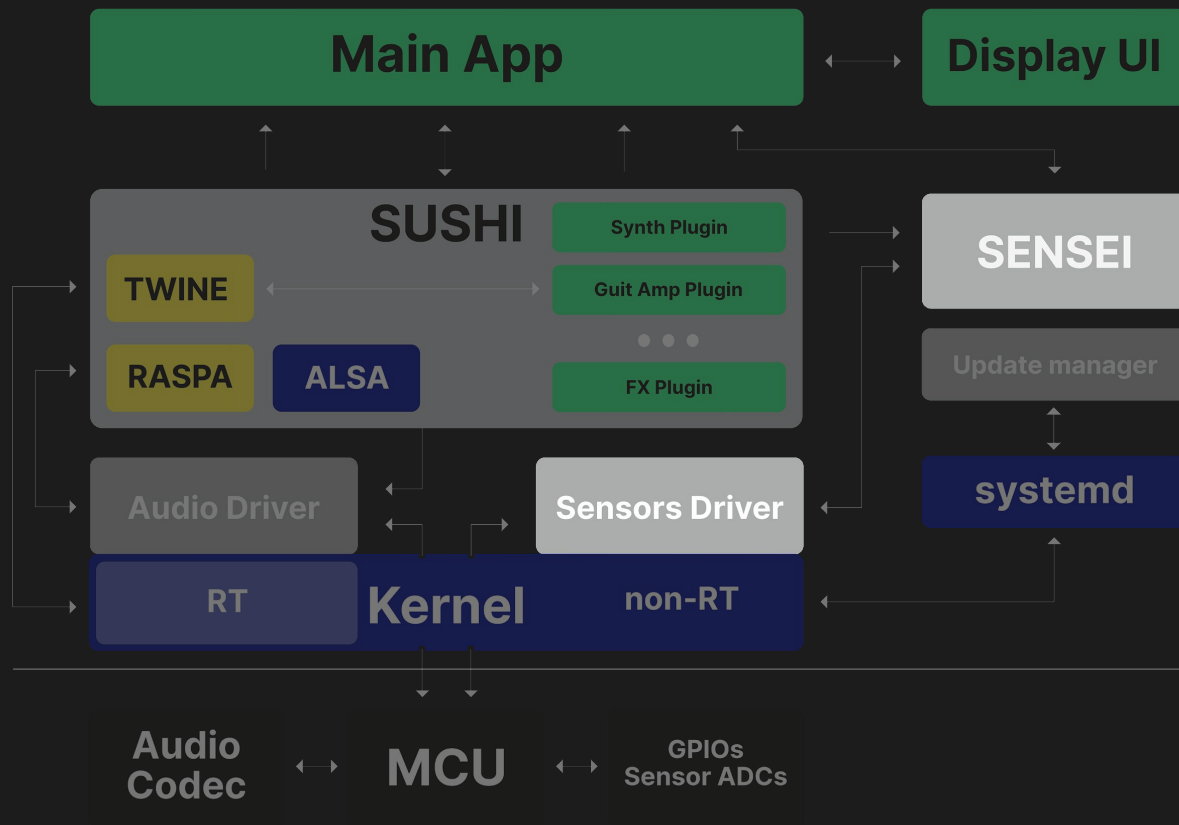 Main App
Display UI
SUSHI
Synth Plugin
SENSEI
TWINE
Guit Amp Plugin
RASPA
ALSA
FX Plugin
Update manager
Audio Driver
Sensors Driver
systemd
RT
Kernel
non-RT
Audio
Codec
MCU
GPIOs
Sensor ADCs